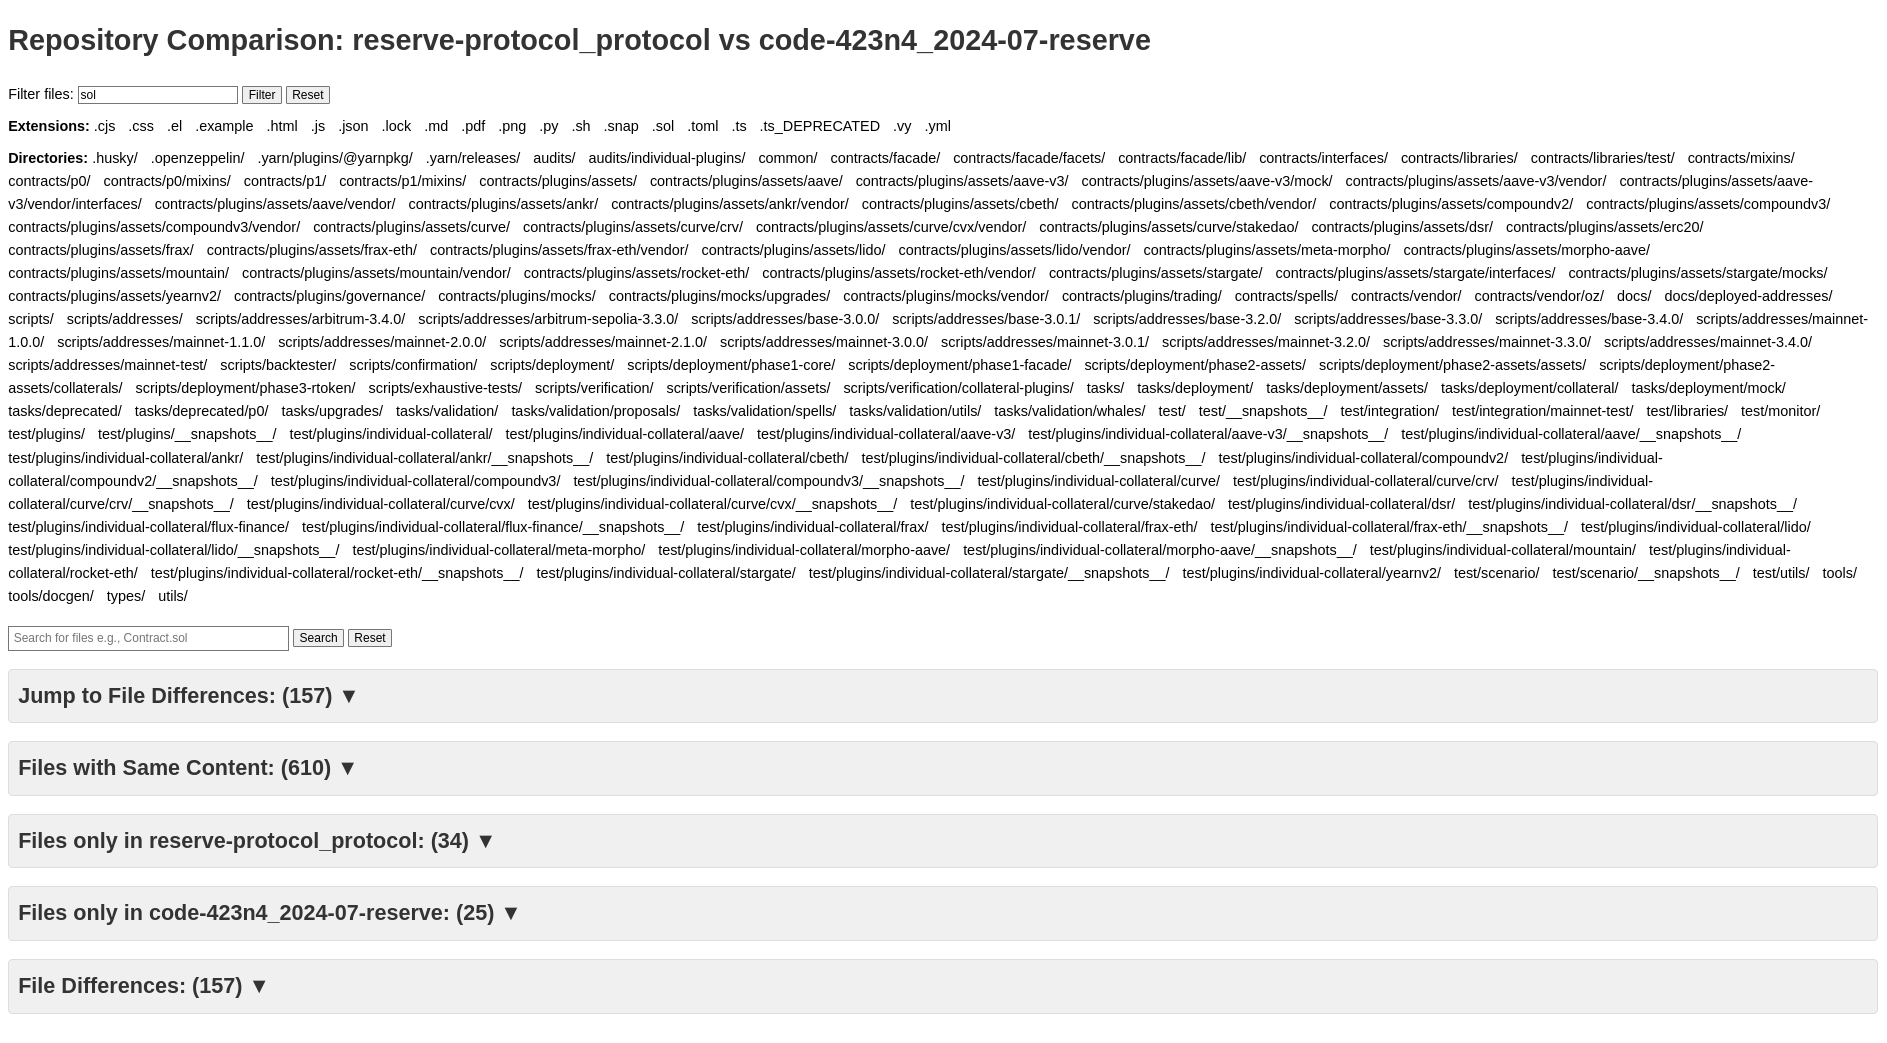 Repository Comparison: reserve-protocol_protocol vs code-423n4_2024-07-reserve
Filter files: sol Filter Reset
Extensions: .cjs .css .el .example .html .js .json .lock .md .pdf .png .py .sh .snap .sol .toml .ts .ts_DEPRECATED .vy .yml
Directories: .husky/ .openzeppelin/ .yarn/plugins/@yarnpkg/ .yarn/releases/ audits/ audits/individual-plugins/ common/ contracts/facade/ contracts/facade/facets/ contracts/facade/lib/ contracts/interfaces/ contracts/libraries/ contracts/libraries/test/ contracts/mixins/
contracts/p0/ contracts/p0/mixins/ contracts/p1/ contracts/p1/mixins/ contracts/plugins/assets/ contracts/plugins/assets/aave/ contracts/plugins/assets/aave-v3/ contracts/plugins/assets/aave-v3/mock/ contracts/plugins/assets/aave-v3/vendor/ contracts/plugins/assets/aave-
v3/vendor/interfaces/ contracts/plugins/assets/aave/vendor/ contracts/plugins/assets/ankr/ contracts/plugins/assets/ankr/vendor/ contracts/plugins/assets/cbeth/ contracts/plugins/assets/cbeth/vendor/ contracts/plugins/assets/compoundv2/ contracts/plugins/assets/compoundv3/
contracts/plugins/assets/compoundv3/vendor/ contracts/plugins/assets/curve/ contracts/plugins/assets/curve/crv/ contracts/plugins/assets/curve/cvx/vendor/ contracts/plugins/assets/curve/stakedao/ contracts/plugins/assets/dsr/ contracts/plugins/assets/erc20/
contracts/plugins/assets/frax/ contracts/plugins/assets/frax-eth/ contracts/plugins/assets/frax-eth/vendor/ contracts/plugins/assets/lido/ contracts/plugins/assets/lido/vendor/ contracts/plugins/assets/meta-morpho/ contracts/plugins/assets/morpho-aave/
contracts/plugins/assets/mountain/ contracts/plugins/assets/mountain/vendor/ contracts/plugins/assets/rocket-eth/ contracts/plugins/assets/rocket-eth/vendor/ contracts/plugins/assets/stargate/ contracts/plugins/assets/stargate/interfaces/ contracts/plugins/assets/stargate/mocks/
contracts/plugins/assets/yearnv2/ contracts/plugins/governance/ contracts/plugins/mocks/ contracts/plugins/mocks/upgrades/ contracts/plugins/mocks/vendor/ contracts/plugins/trading/ contracts/spells/ contracts/vendor/ contracts/vendor/oz/ docs/ docs/deployed-addresses/
scripts/ scripts/addresses/ scripts/addresses/arbitrum-3.4.0/ scripts/addresses/arbitrum-sepolia-3.3.0/ scripts/addresses/base-3.0.0/ scripts/addresses/base-3.0.1/ scripts/addresses/base-3.2.0/ scripts/addresses/base-3.3.0/ scripts/addresses/base-3.4.0/ scripts/addresses/mainnet-
1.0.0/ scripts/addresses/mainnet-1.1.0/ scripts/addresses/mainnet-2.0.0/ scripts/addresses/mainnet-2.1.0/ scripts/addresses/mainnet-3.0.0/ scripts/addresses/mainnet-3.0.1/ scripts/addresses/mainnet-3.2.0/ scripts/addresses/mainnet-3.3.0/ scripts/addresses/mainnet-3.4.0/
scripts/addresses/mainnet-test/ scripts/backtester/ scripts/confirmation/ scripts/deployment/ scripts/deployment/phase1-core/ scripts/deployment/phase1-facade/ scripts/deployment/phase2-assets/ scripts/deployment/phase2-assets/assets/ scripts/deployment/phase2-
assets/collaterals/ scripts/deployment/phase3-rtoken/ scripts/exhaustive-tests/ scripts/verification/ scripts/verification/assets/ scripts/verification/collateral-plugins/ tasks/ tasks/deployment/ tasks/deployment/assets/ tasks/deployment/collateral/ tasks/deployment/mock/
tasks/deprecated/ tasks/deprecated/p0/ tasks/upgrades/ tasks/validation/ tasks/validation/proposals/ tasks/validation/spells/ tasks/validation/utils/ tasks/validation/whales/ test/ test/__snapshots__/ test/integration/ test/integration/mainnet-test/ test/libraries/ test/monitor/
test/plugins/ test/plugins/__snapshots__/ test/plugins/individual-collateral/ test/plugins/individual-collateral/aave/ test/plugins/individual-collateral/aave-v3/ test/plugins/individual-collateral/aave-v3/__snapshots__/ test/plugins/individual-collateral/aave/__snapshots__/
test/plugins/individual-collateral/ankr/ test/plugins/individual-collateral/ankr/__snapshots__/ test/plugins/individual-collateral/cbeth/ test/plugins/individual-collateral/cbeth/__snapshots__/ test/plugins/individual-collateral/compoundv2/ test/plugins/individual-
collateral/compoundv2/__snapshots__/ test/plugins/individual-collateral/compoundv3/ test/plugins/individual-collateral/compoundv3/__snapshots__/ test/plugins/individual-collateral/curve/ test/plugins/individual-collateral/curve/crv/ test/plugins/individual-
collateral/curve/crv/__snapshots__/ test/plugins/individual-collateral/curve/cvx/ test/plugins/individual-collateral/curve/cvx/__snapshots__/ test/plugins/individual-collateral/curve/stakedao/ test/plugins/individual-collateral/dsr/ test/plugins/individual-collateral/dsr/__snapshots__/
test/plugins/individual-collateral/flux-finance/ test/plugins/individual-collateral/flux-finance/__snapshots__/ test/plugins/individual-collateral/frax/ test/plugins/individual-collateral/frax-eth/ test/plugins/individual-collateral/frax-eth/__snapshots__/ test/plugins/individual-collateral/lido/
test/plugins/individual-collateral/lido/__snapshots__/ test/plugins/individual-collateral/meta-morpho/ test/plugins/individual-collateral/morpho-aave/ test/plugins/individual-collateral/morpho-aave/__snapshots__/ test/plugins/individual-collateral/mountain/ test/plugins/individual-
collateral/rocket-eth/ test/plugins/individual-collateral/rocket-eth/__snapshots__/ test/plugins/individual-collateral/stargate/ test/plugins/individual-collateral/stargate/__snapshots__/ test/plugins/individual-collateral/yearnv2/ test/scenario/ test/scenario/__snapshots__/ test/utils/ tools/
tools/docgen/ types/ utils/
Search for files e.g., Contract.sol Search Reset
Jump to File Differences: (157) ▼
Files with Same Content: (610) ▼
Files only in reserve-protocol_protocol: (34) ▼
Files only in code-423n4_2024-07-reserve: (25) ▼
File Differences: (157) ▼